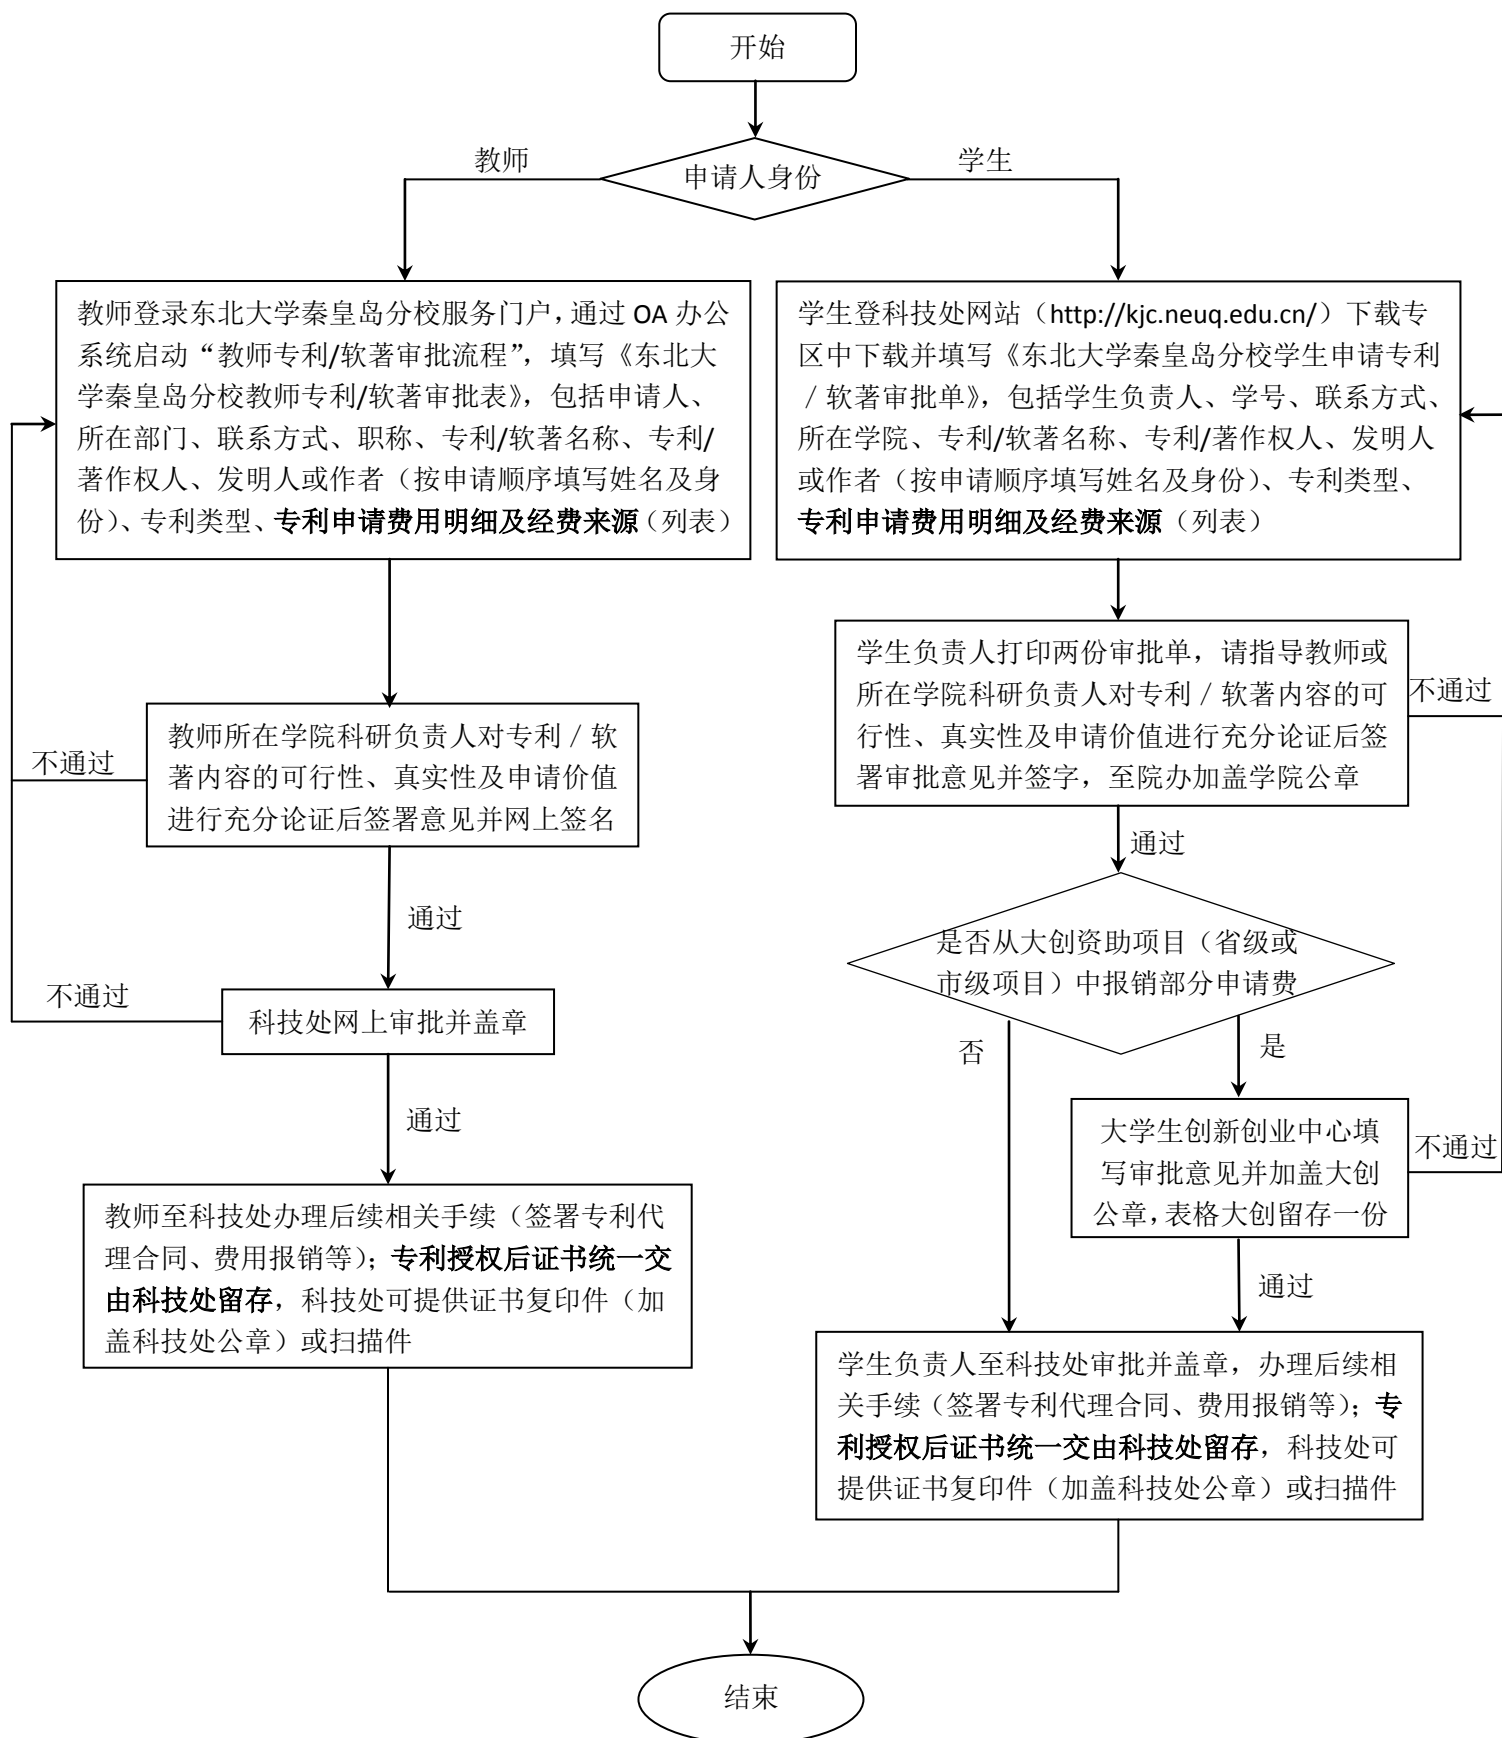 开始
申请人身份
教师
学生
教师登录东北大学秦皇岛分校服务门户，通过 OA 办公
系统启动“教师专利/软著审批流程”，填写《东北大
学秦皇岛分校教师专利/软著审批表》，包括申请人、
所在部门、联系方式、职称、专利/软著名称、专利/
著作权人、发明人或作者（按申请顺序填写姓名及身
份）、专利类型、专利申请费用明细及经费来源（列表）
教师所在学院科研负责人对专利 / 软
著内容的可行性、真实性及申请价值
进行充分论证后签署意见并网上签名
不通过
通过
科技处网上审批并盖章
不通过
通过
教师至科技处办理后续相关手续（签署专利代
理合同、费用报销等）；专利授权后证书统一交
由科技处留存，科技处可提供证书复印件（加
盖科技处公章）或扫描件
学生登科技处网站（http://kjc.neuq.edu.cn/）下载专
区中下载并填写《东北大学秦皇岛分校学生申请专利
/ 软著审批单》，包括学生负责人、学号、联系方式、
所在学院、专利/软著名称、专利/著作权人、发明人
或作者（按申请顺序填写姓名及身份）、专利类型、
专利申请费用明细及经费来源（列表）
学生负责人打印两份审批单，请指导教师或
所在学院科研负责人对专利 / 软著内容的可
行性、真实性及申请价值进行充分论证后签
署审批意见并签字，至院办加盖学院公章
不通过
通过
是否从大创资助项目（省级或
市级项目）中报销部分申请费
否
是
大学生创新创业中心填
写审批意见并加盖大创
公章，表格大创留存一份
不通过
通过
学生负责人至科技处审批并盖章，办理后续相
关手续（签署专利代理合同、费用报销等）；专
利授权后证书统一交由科技处留存，科技处可
提供证书复印件（加盖科技处公章）或扫描件
结束